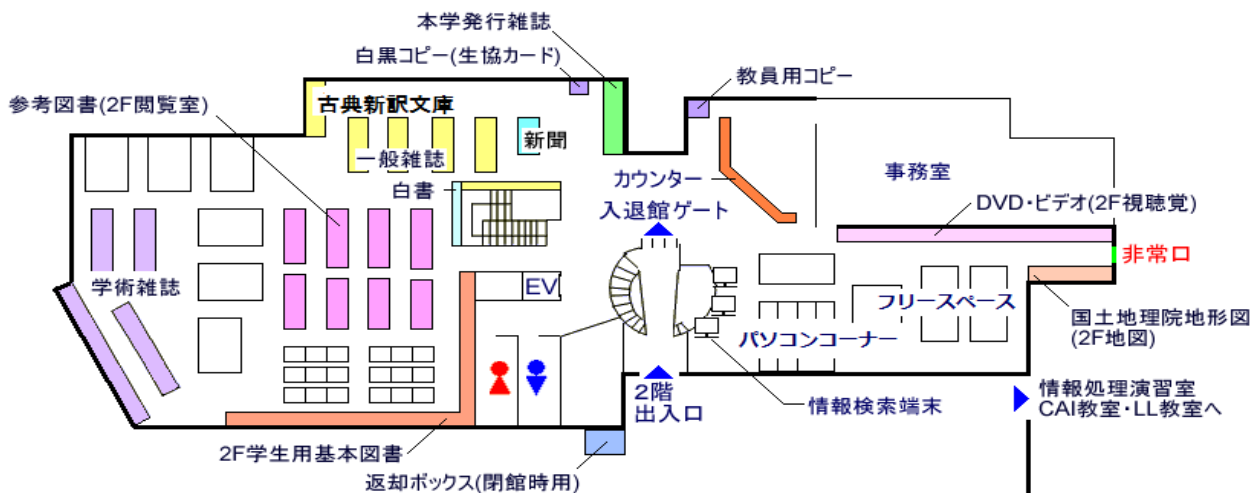 本学発行雑誌
白黒コピー(生協カード)
教員用コピー
参考図書(2F閲覧室)
古典新訳文庫
新聞
一般雑誌
白書
カウンター
事務室
入退館ゲート
DVD・ビデオ(2F視聴覚)
非常口
学術雑誌
EV
フリースペース
パソコンコーナー
国土地理院地形図
(2F地図)
2階
出入口
情報検索端末
情報処理演習室
CAI教室・LL教室へ
2F学生用基本図書
返却ボックス(閉館時用)